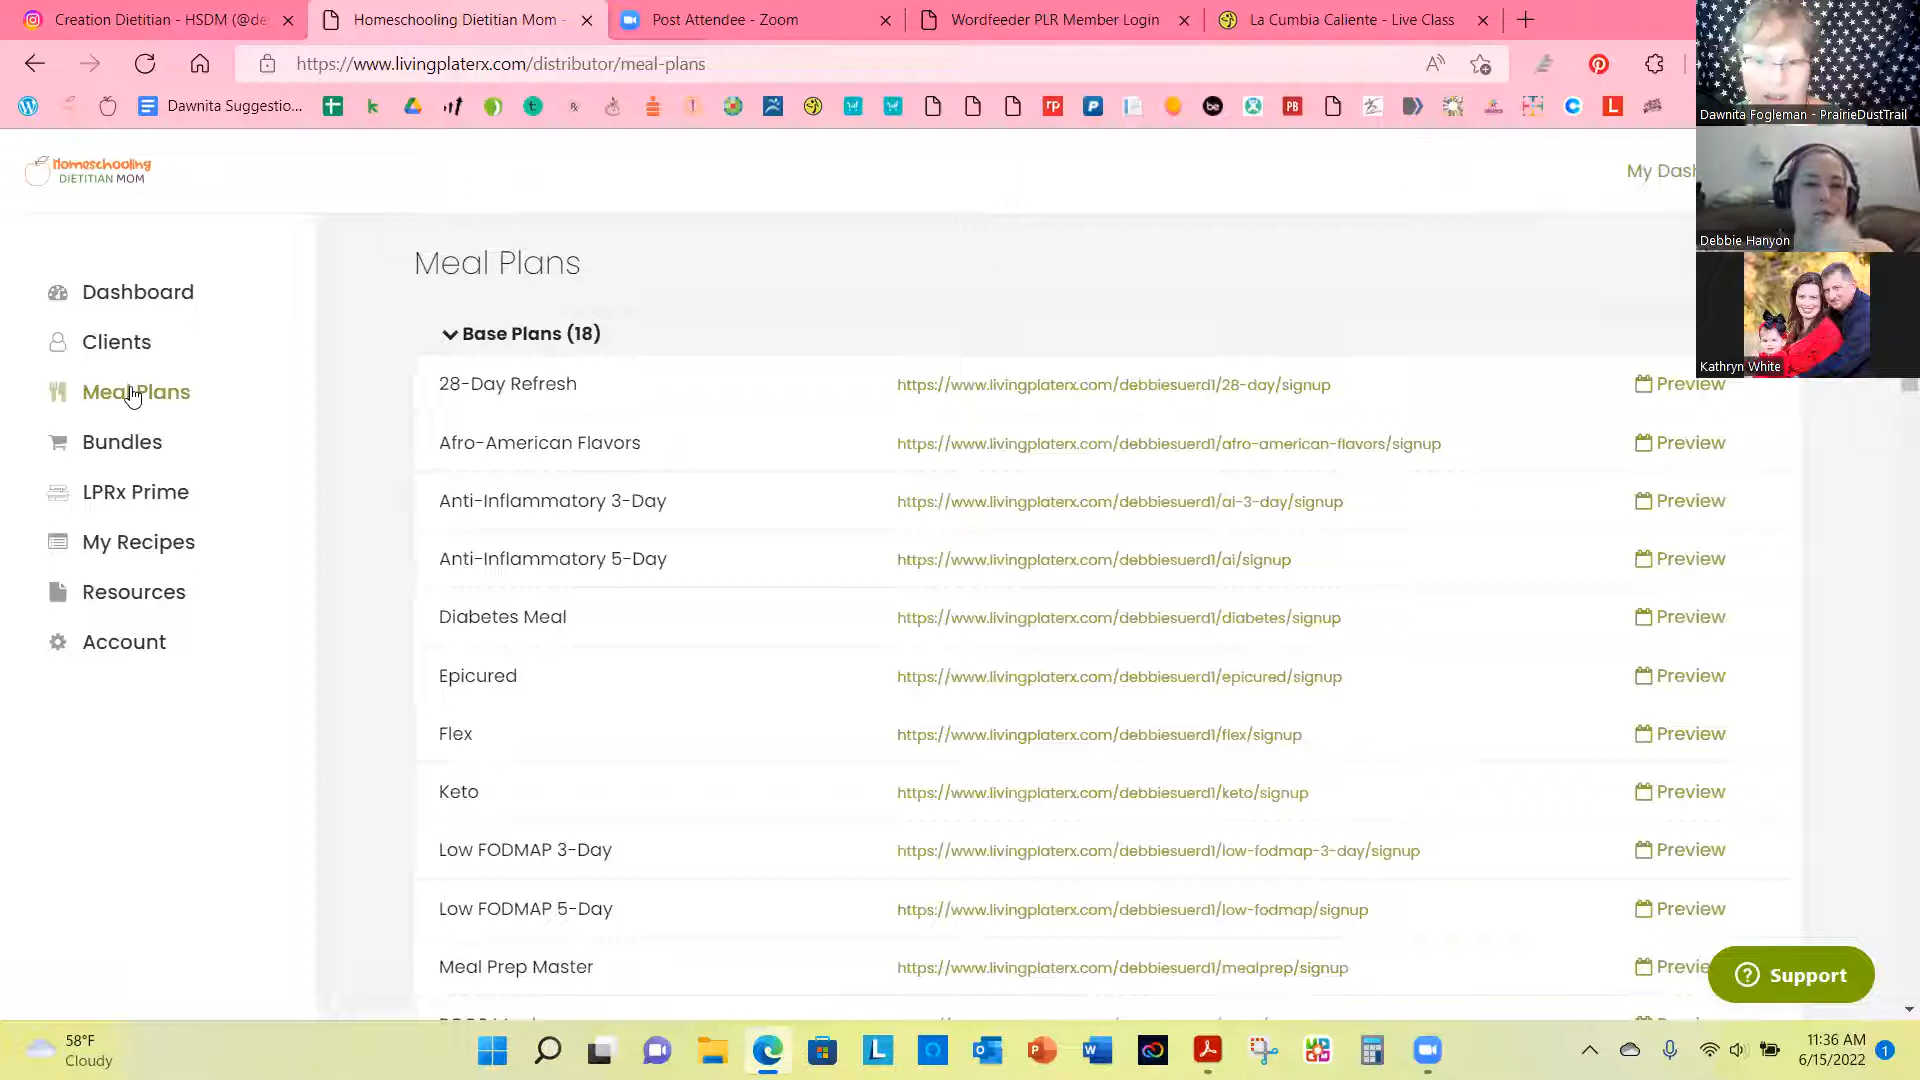 Creation Dietitian - HSDM (@de
Homeschooling Dietitian Mom -
Post Attendee - Zoom
Wordfeeder PLR Member Login
La Cumbia Caliente - Live Class
https://www.livingplaterx.com/distributor/meal-plans
Dawnita Suggestio...
Dawnita Fogleman - PrairieDustTrail
Debbie Hanyon
Kathryn White
Homeschooling
DIETITIAN MOM
My Dash
Dashboard
Clients
Meal Plans
Bundles
LPRx Prime
My Recipes
Resources
Account
Meal Plans
Base Plans (18)
28-Day Refresh https://www.livingplaterx.com/debbiesuerd1/28-day/signup Preview
Afro-American Flavors https://www.livingplaterx.com/debbiesuerd1/afro-american-flavors/signup Preview
Anti-Inflammatory 3-Day https://www.livingplaterx.com/debbiesuerd1/ai-3-day/signup Preview
Anti-Inflammatory 5-Day https://www.livingplaterx.com/debbiesuerd1/ai/signup Preview
Diabetes Meal https://www.livingplaterx.com/debbiesuerd1/diabetes/signup Preview
Epicured https://www.livingplaterx.com/debbiesuerd1/epicured/signup Preview
Flex https://www.livingplaterx.com/debbiesuerd1/flex/signup Preview
Keto https://www.livingplaterx.com/debbiesuerd1/keto/signup Preview
Low FODMAP 3-Day https://www.livingplaterx.com/debbiesuerd1/low-fodmap-3-day/signup Preview
Low FODMAP 5-Day https://www.livingplaterx.com/debbiesuerd1/low-fodmap/signup Preview
Meal Prep Master https://www.livingplaterx.com/debbiesuerd1/mealprep/signup Previe
Support
58°F
Cloudy
11:36 AM
6/15/2022
1